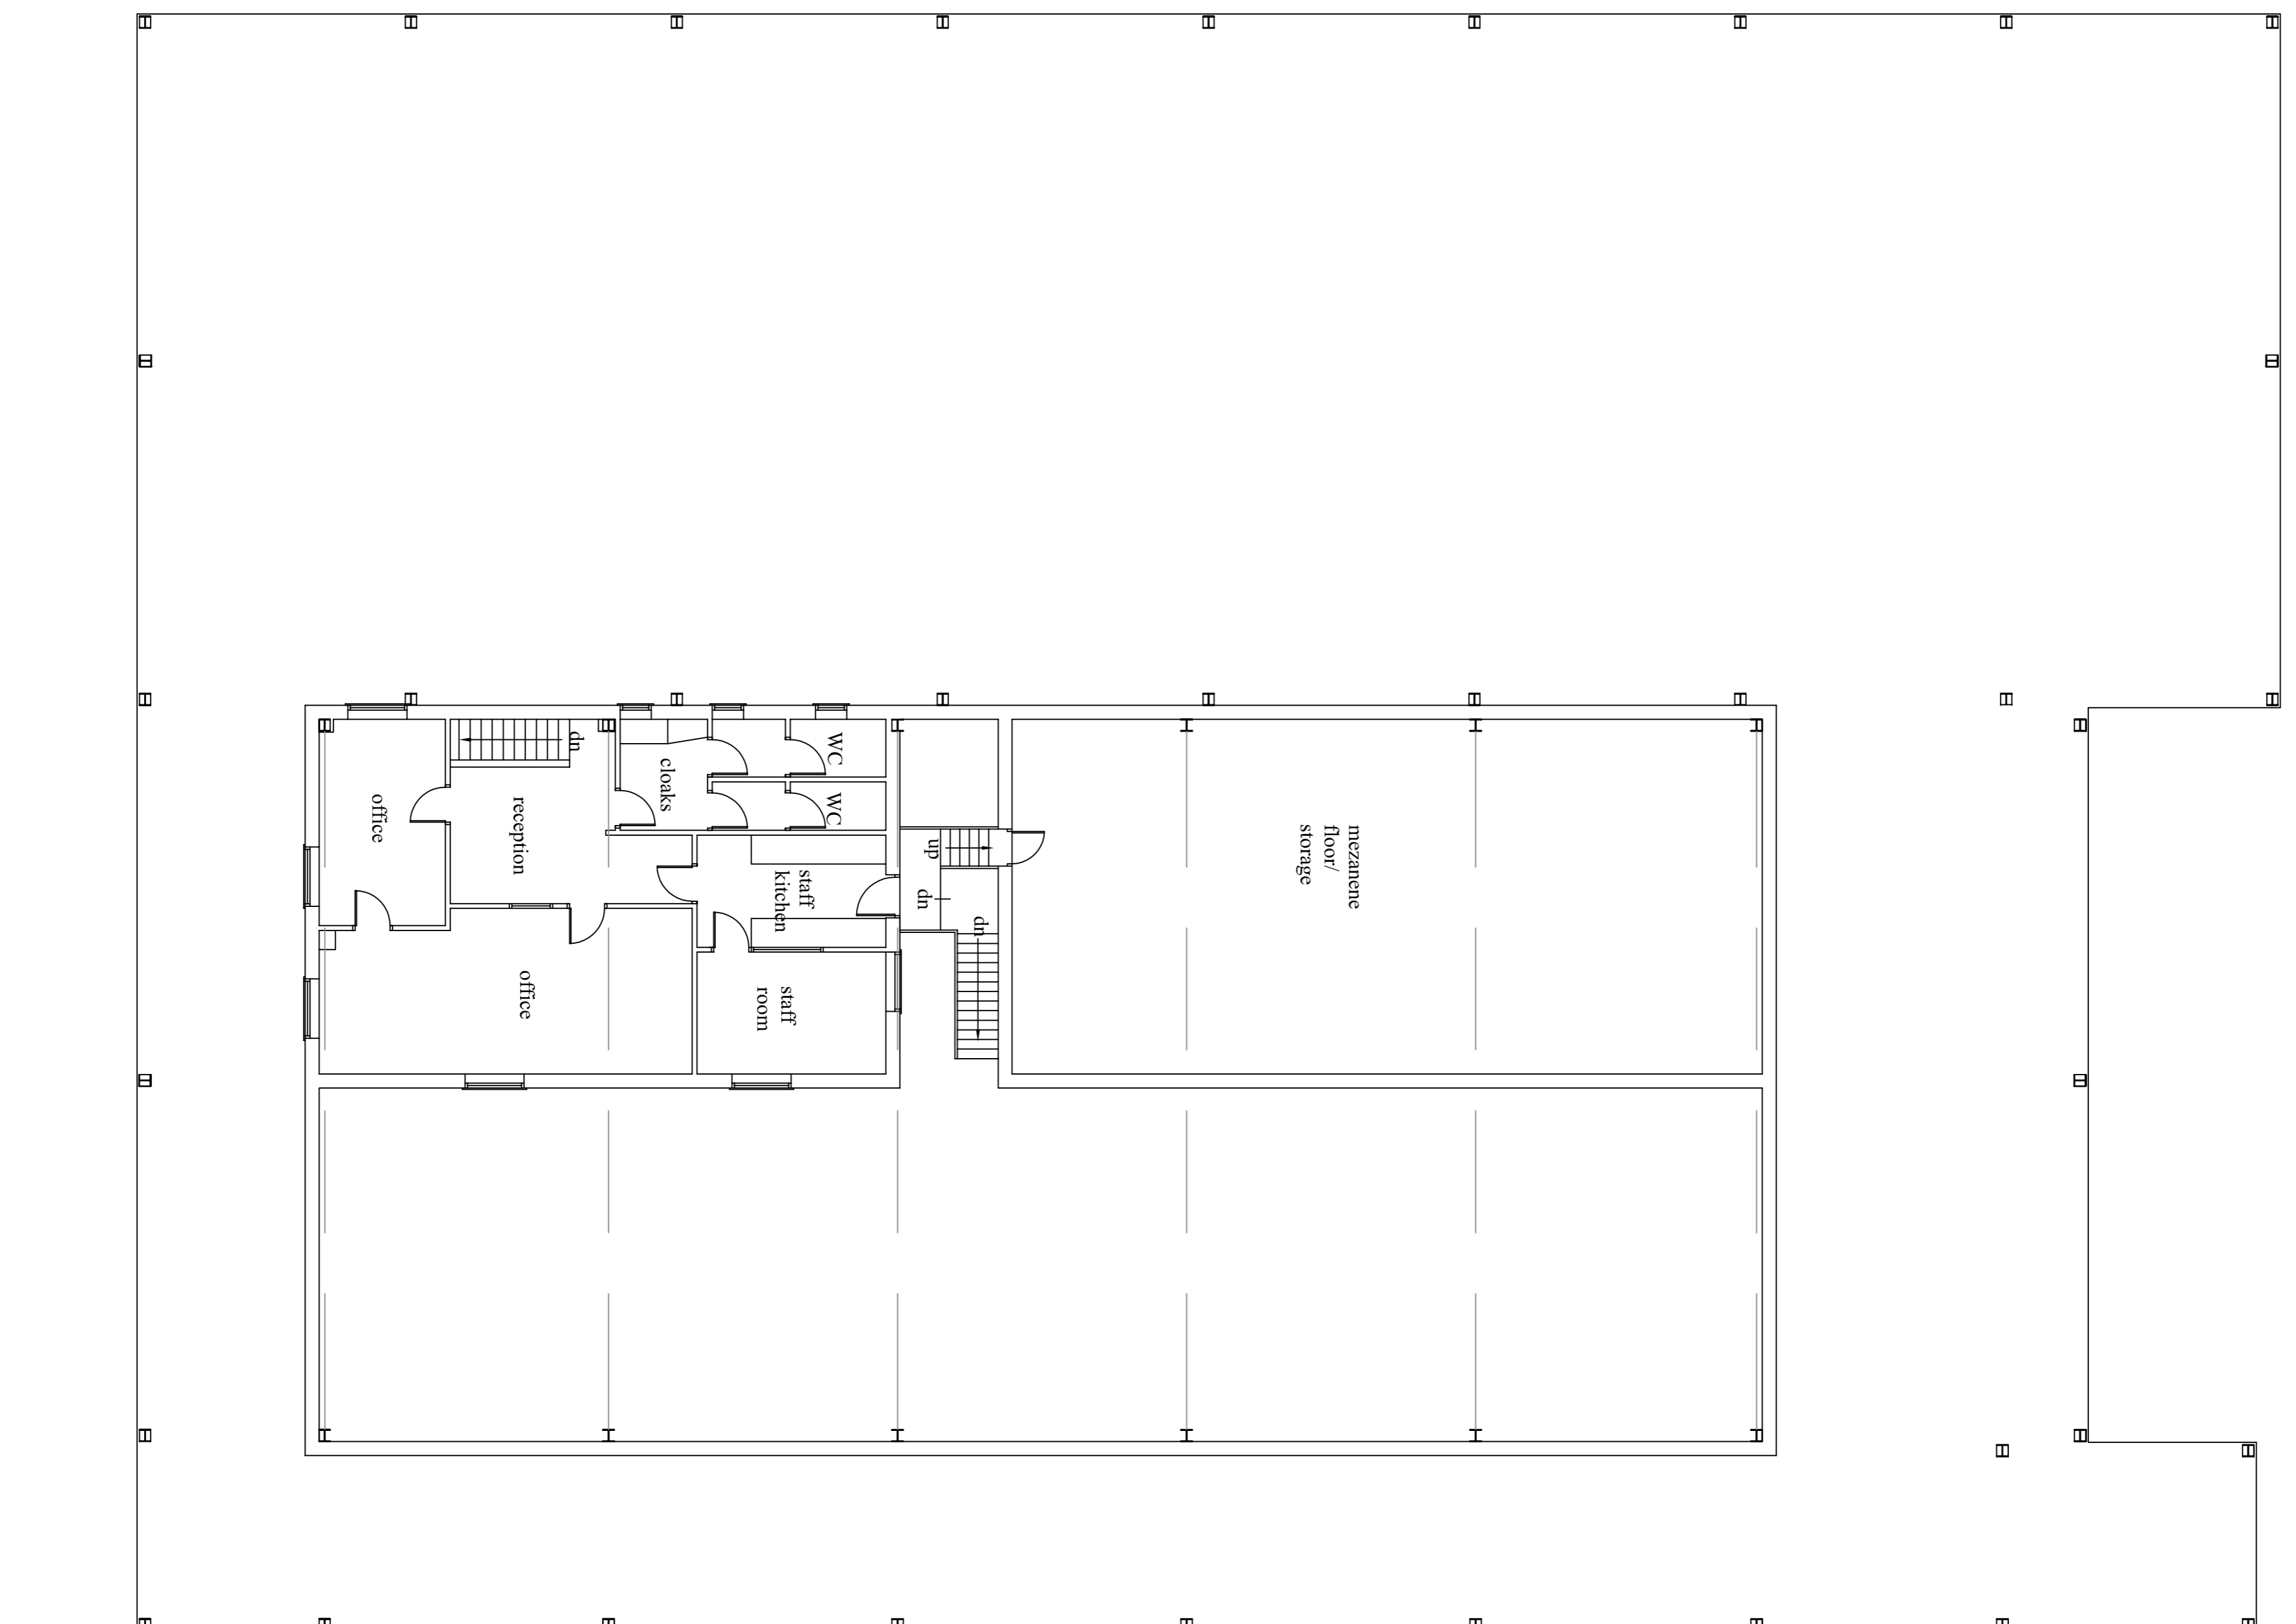 WC
dn
cloaks
office
reception
WC
mezanene
floor/
storage
up
staff
kitchen
dn
dn
office
staff
room